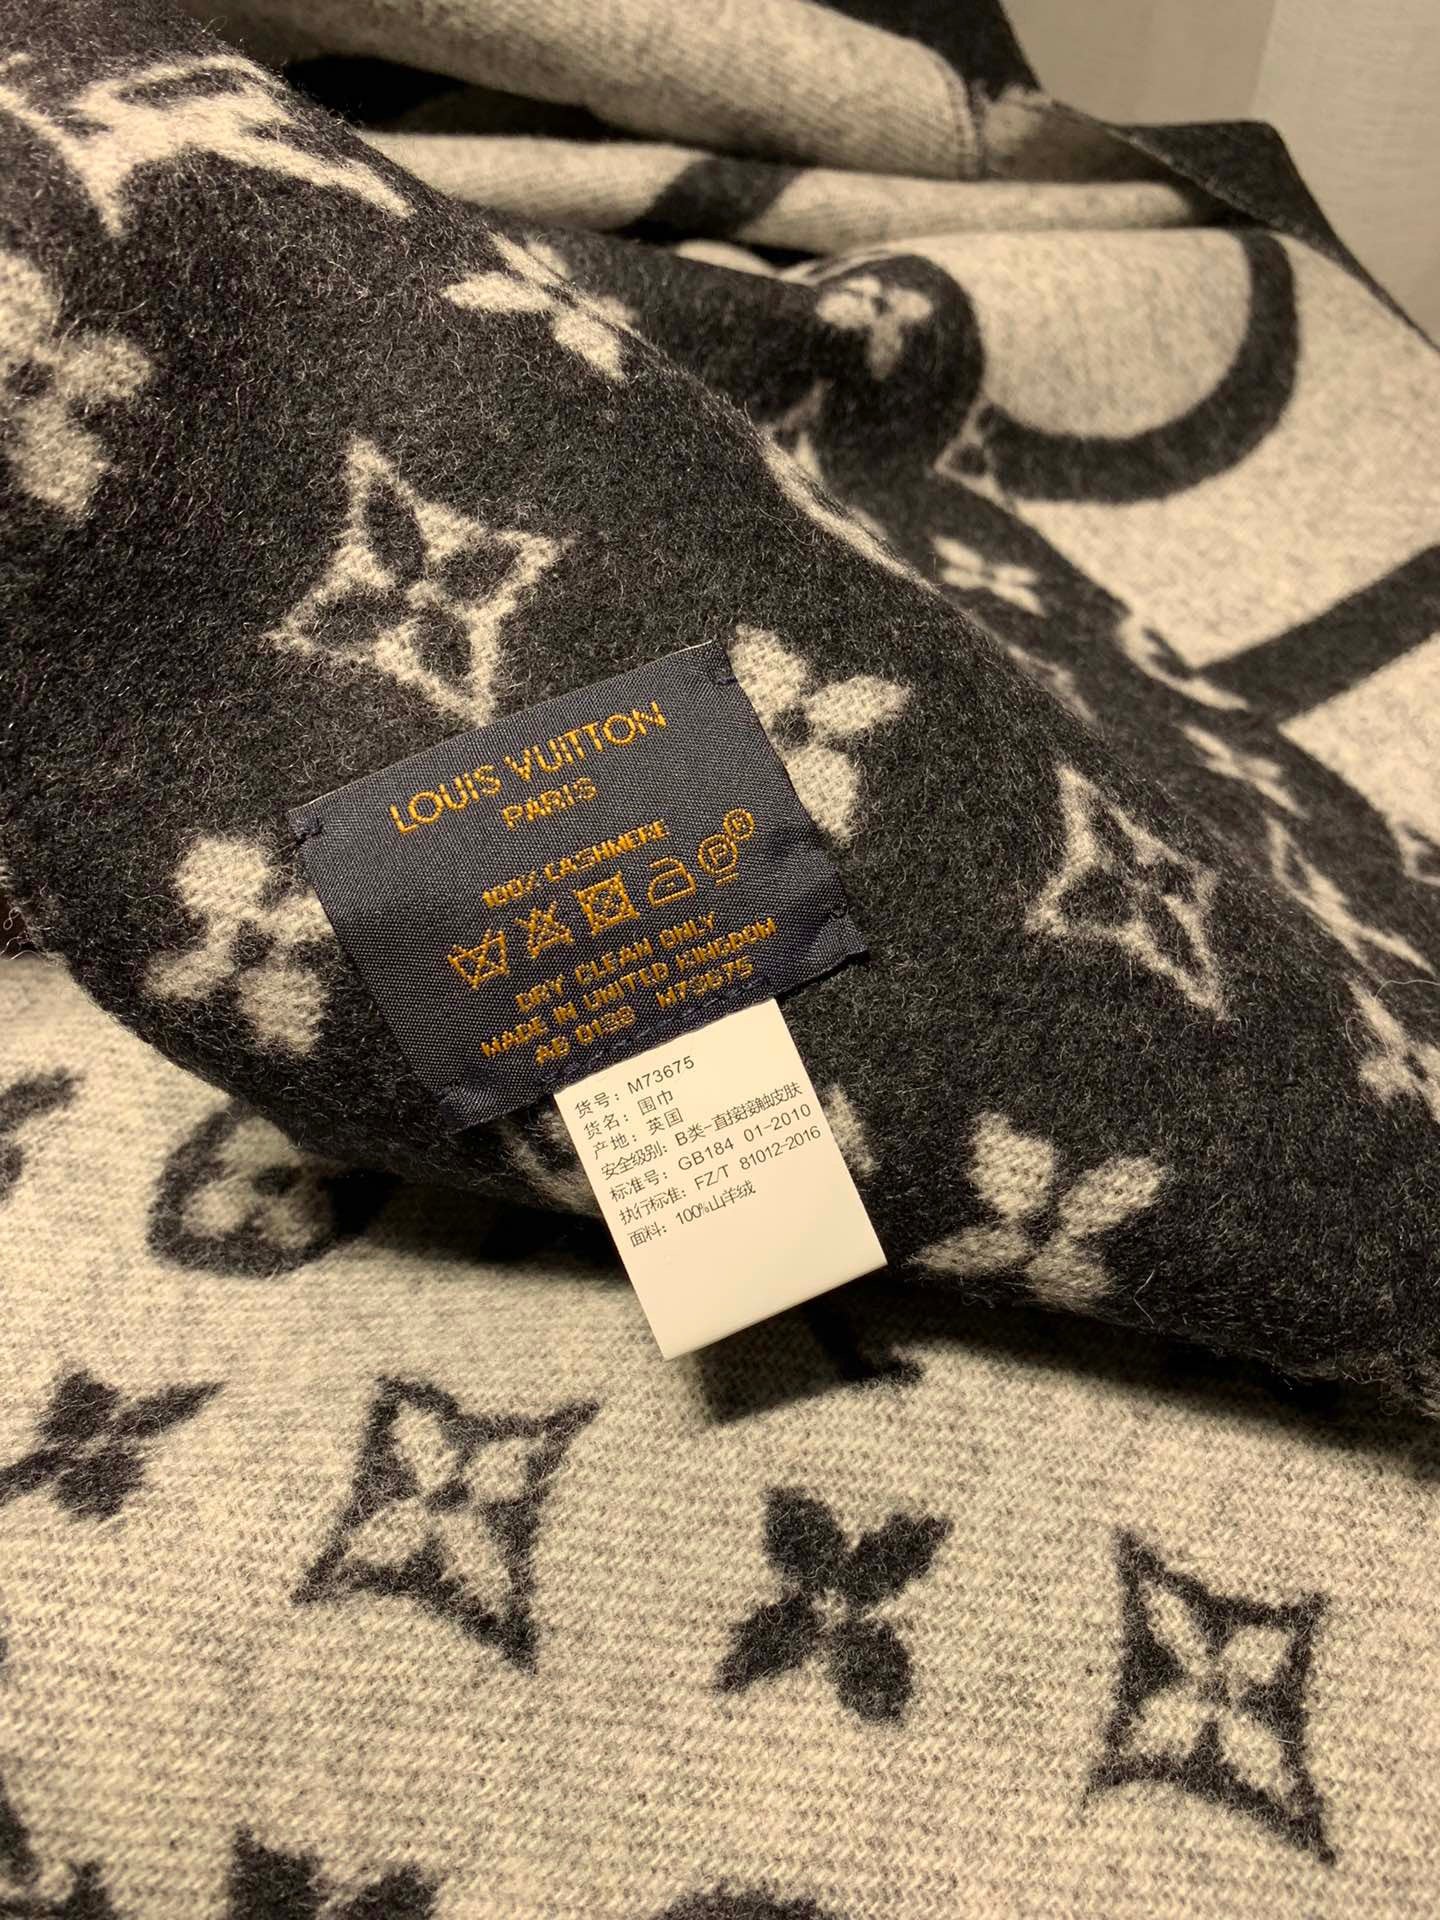 LOUIS VUITTON
PARIS
100% CASHMERE
P
DRY CLEAN ONLY
MADE IN UNITED KINGDOM
AC 0138 M73675
货号: M73675
货名: 围巾
产地: 英国
安全级别: B类-直接接触皮肤
标准号: GB184 01-2010
执行标准: FZ/T 81012-2016
面料: 100%山羊绒